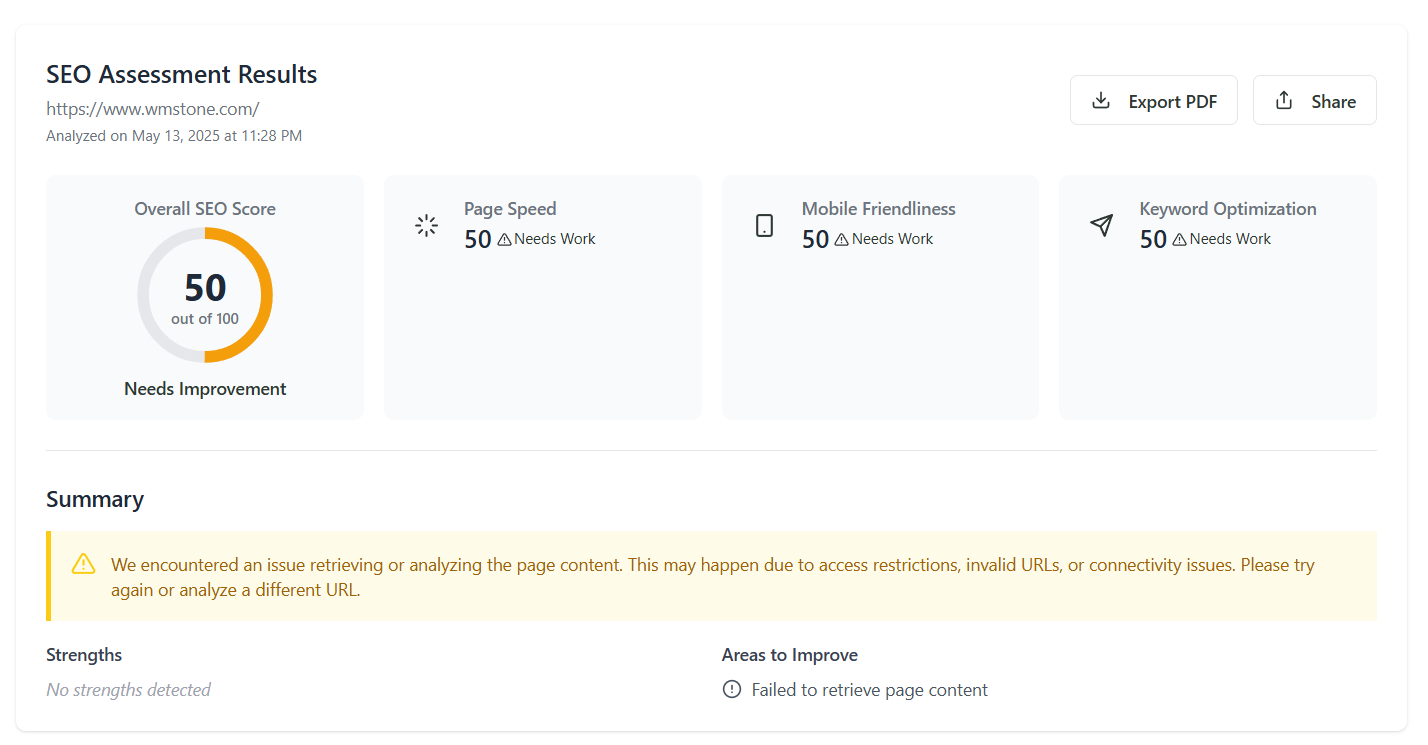 SEO Assessment Results
https://www.wmstone.com/
Analyzed on May 13, 2025 at 11:28 PM
Export PDF
Share
Overall SEO Score
50
out of 100
Needs Improvement
Page Speed
50 Needs Work
Mobile Friendliness
50 Needs Work
Keyword Optimization
50 Needs Work
Summary
We encountered an issue retrieving or analyzing the page content. This may happen due to access restrictions, invalid URLs, or connectivity issues. Please try
again or analyze a different URL.
Strengths
No strengths detected
Areas to Improve
Failed to retrieve page content